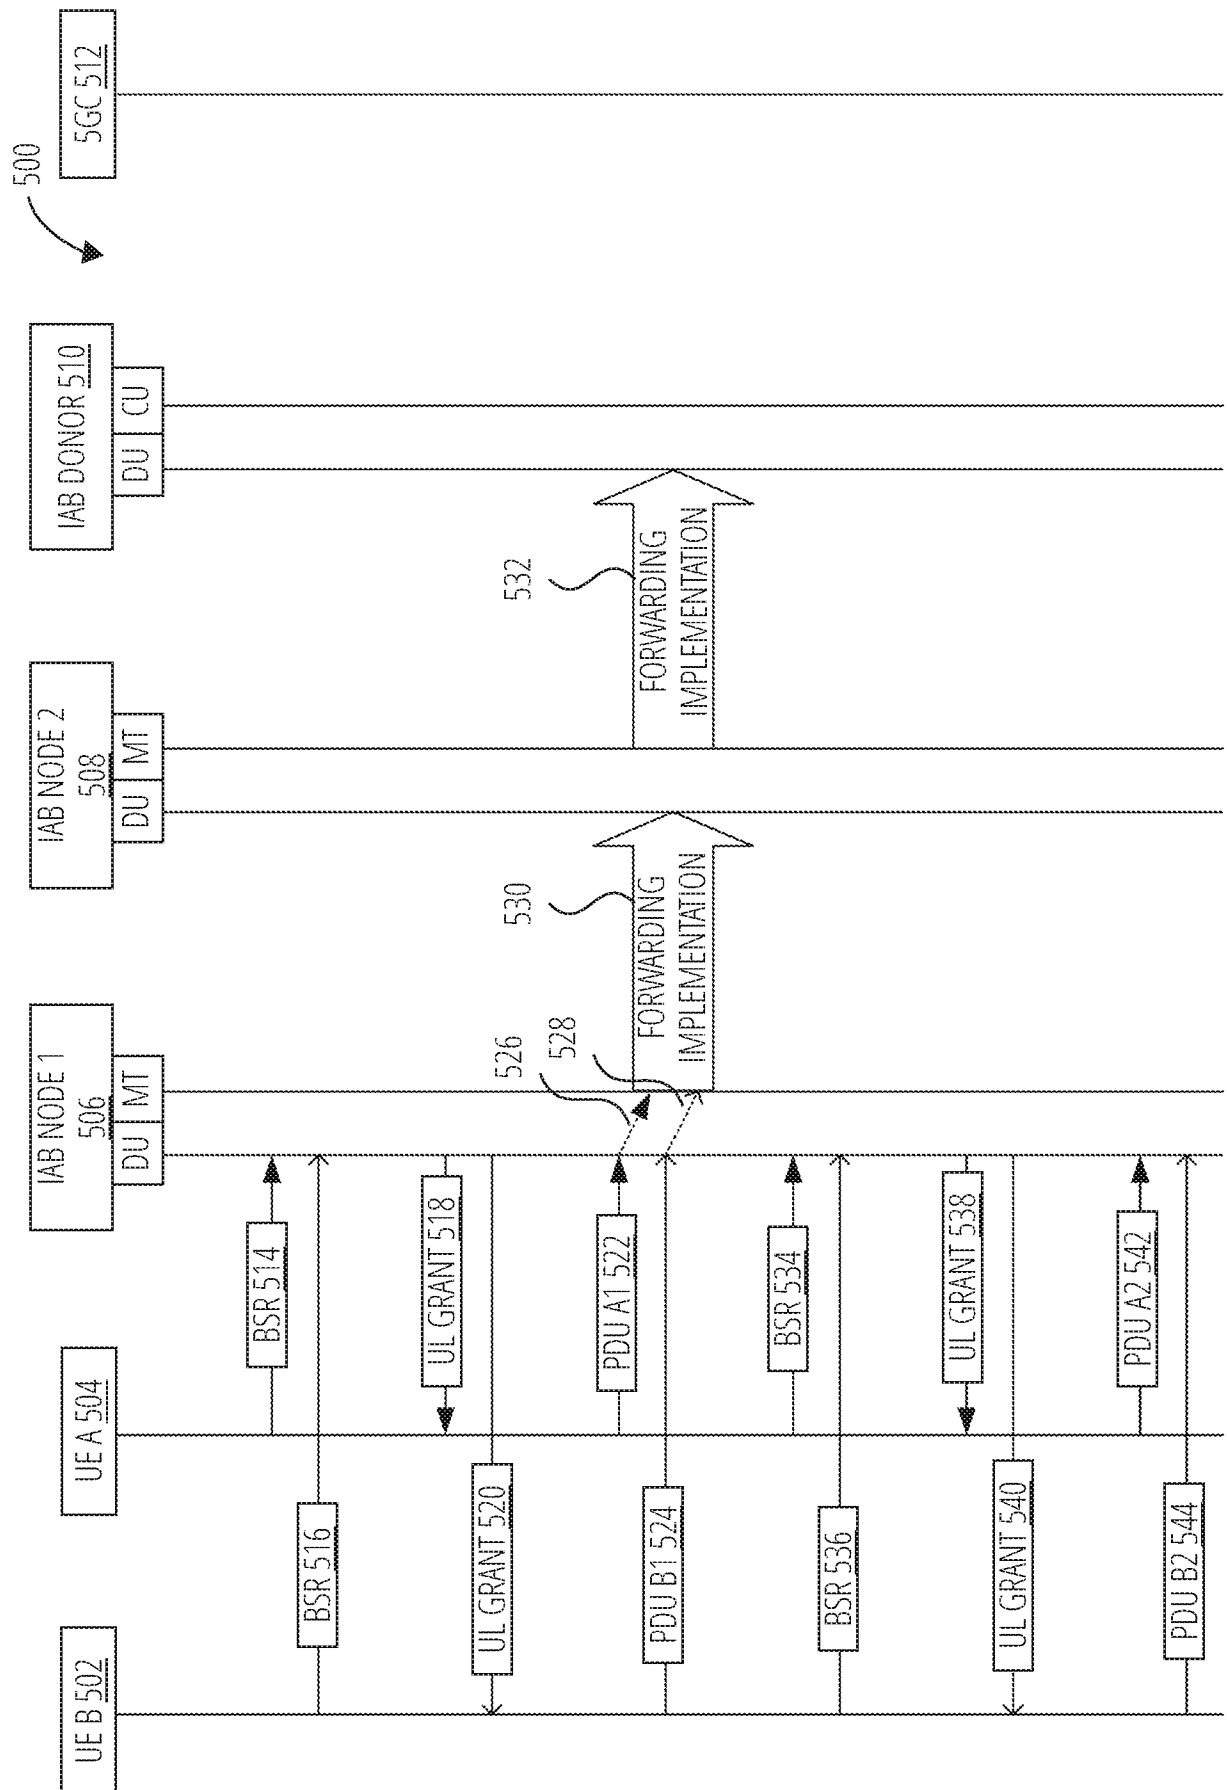 500
UE B 502
UE A 504
IAB NODE 1
506
DU
MT
IAB NODE 2
508
DU
MT
IAB DONOR 510
DU
CU
5GC 512
BSR 514
BSR 516
UL GRANT 518
UL GRANT 520
PDU A1 522
PDU B1 524
526
528
530
FORWARDING
IMPLEMENTATION
532
FORWARDING
IMPLEMENTATION
BSR 534
BSR 536
UL GRANT 538
UL GRANT 540
PDU A2 542
PDU B2 544